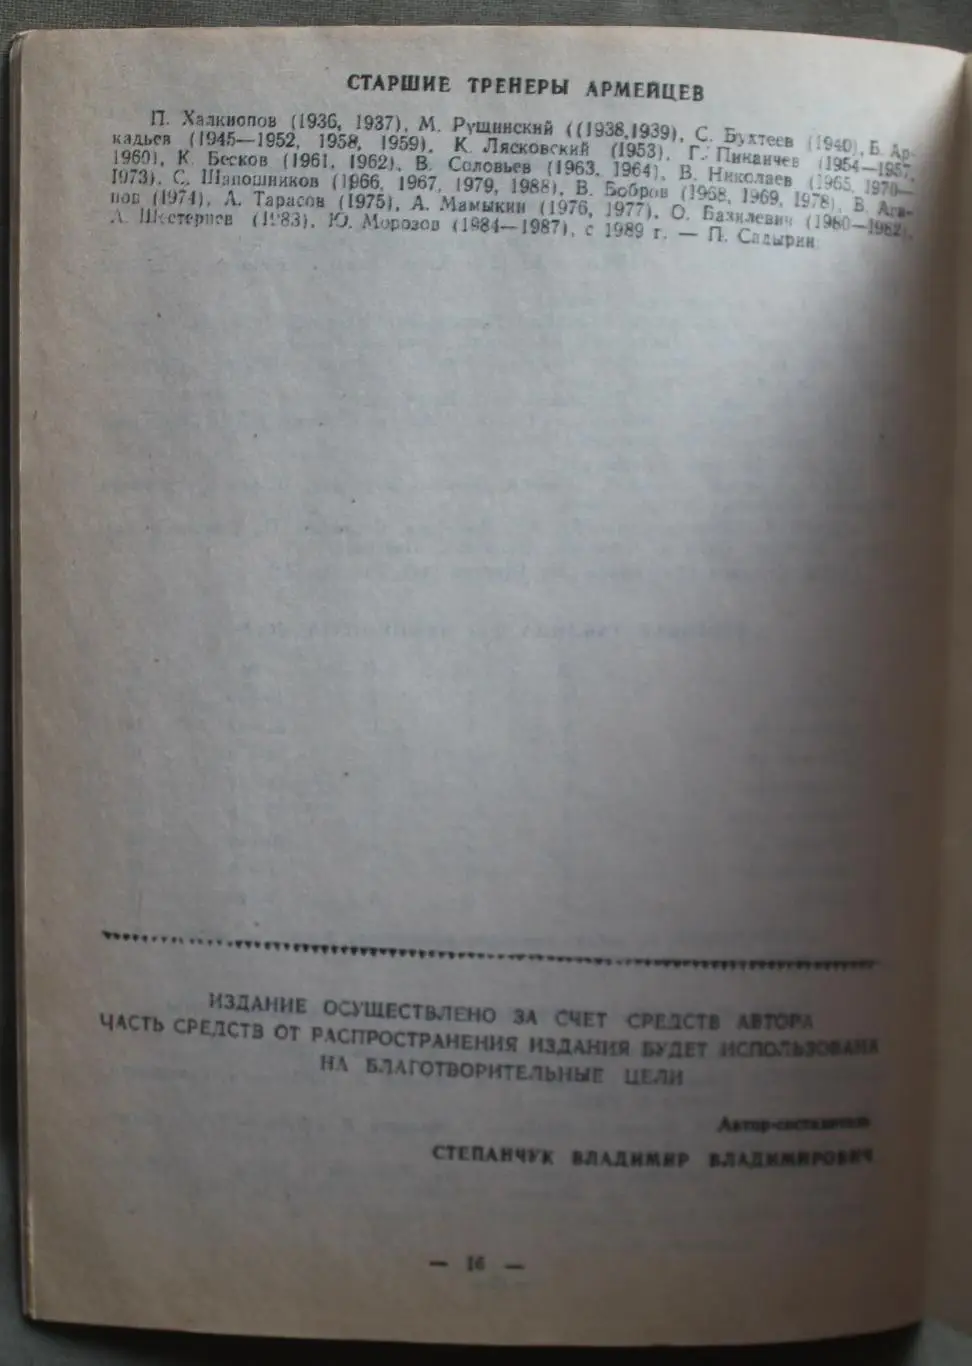 СТАРШИЕ ТРЕНЕРЫ АРМЕЙЦЕВ
П. Халкиопов (1936, 1937), М. Рущинский ((1938,1939), С. Бухтеев (1940), Б. Ар-
кадьев (1945—1952, 1958, 1959), К. Лясковский (1953), Г. Пинаичев (1954—1957,
1960), К. Бесков (1961, 1962), В. Соловьев (1963, 1964), В. Николаев (1965, 1970—
1973), С. Шапошников (1966, 1967, 1979, 1988), В. Бобров (1968, 1969, 1978), В. Ага-
пов (1974), А. Тарасов (1975), А. Мамыкин (1976, 1977), О. Базилевич (1980—1982),
А. Шестернев (1983), Ю. Морозов (1984—1987), с 1989 г. — П. Садырин
ИЗДАНИЕ ОСУЩЕСТВЛЕНО ЗА СЧЕТ СРЕДСТВ АВТОРА
ЧАСТЬ СРЕДСТВ ОТ РАСПРОСТРАНЕНИЯ ИЗДАНИЯ БУДЕТ ИСПОЛЬЗОВАНА
НА БЛАГОТВОРИТЕЛЬНЫЕ ЦЕЛИ
Автор-составитель
СТЕПАНЧУК ВЛАДИМИР ВЛАДИМИРОВИЧ
— 16 —